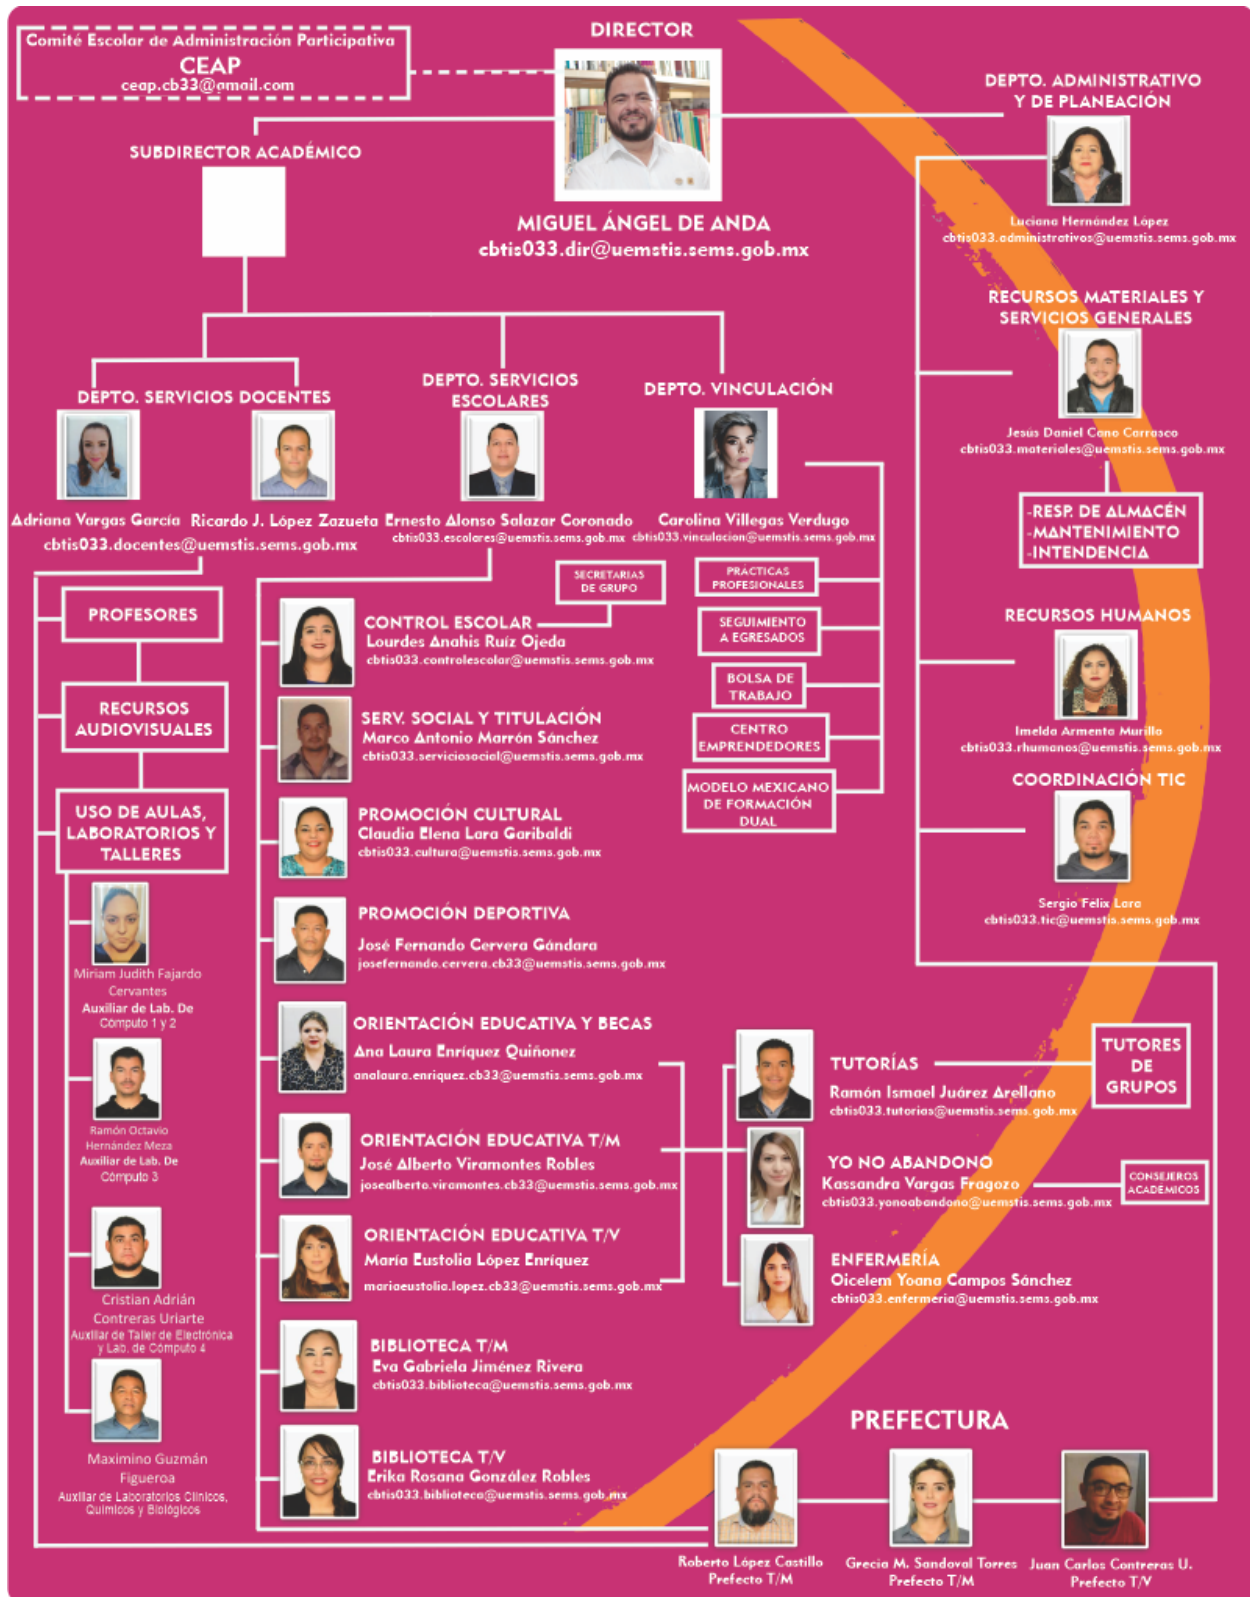 Comité Escolar de Administración Participativa
CEAP
ceap.cb33@gmail.com
DIRECTOR
MIGUEL ÁNGEL DE ANDA
cbtis033.dir@uemstis.sems.gob.mx
DEPTO. ADMINISTRATIVO
Y DE PLANEACIÓN
Luciana Hernández López
cbtis033.administrativos@uemstis.sems.gob.mx
SUBDIRECTOR ACADÉMICO
RECURSOS MATERIALES Y
SERVICIOS GENERALES
Jesús Daniel Cano Carrasco
cbtis033.materiales@uemstis.sems.gob.mx
-RESP. DE ALMACÉN
-MANTENIMIENTO
-INTENDENCIA
RECURSOS HUMANOS
Imelda Armenta Murillo
cbtis033.rhumanos@uemstis.sems.gob.mx
COORDINACIÓN TIC
Sergio Felix Lara
cbtis033.tic@uemstis.sems.gob.mx
DEPTO. SERVICIOS DOCENTES
Adriana Vargas García
Ricardo J. López Zazueta
cbtis033.docentes@uemstis.sems.gob.mx
DEPTO. SERVICIOS
ESCOLARES
Ernesto Alonso Salazar Coronado
cbtis033.escolares@uemstis.sems.gob.mx
DEPTO. VINCULACIÓN
Carolina Villegas Verdugo
cbtis033.vinculacion@uemstis.sems.gob.mx
PROFESORES
RECURSOS
AUDIOVISUALES
USO DE AULAS,
LABORATORIOS Y
TALLERES
Miriam Judith Fajardo
Cervantes
Auxiliar de Lab. De
Cómputo 1 y 2
Ramón Octavio
Hernández Meza
Auxiliar de Lab. De
Cómputo 3
Cristian Adrián
Contreras Uriarte
Auxiliar de Taller de Electrónica
y Lab. de Cómputo 4
Maximino Guzmán
Figueroa
Auxiliar de Laboratorios Clínicos,
Químicos y Biológicos
SECRETARIAS
DE GRUPO
CONTROL ESCOLAR
Lourdes Anahis Ruíz Ojeda
cbtis033.controlescolar@uemstis.sems.gob.mx
SERV. SOCIAL Y TITULACIÓN
Marco Antonio Marrón Sánchez
cbtis033.serviciosocial@uemstis.sems.gob.mx
PROMOCIÓN CULTURAL
Claudia Elena Lara Garibaldi
cbtis033.cultura@uemstis.sems.gob.mx
PROMOCIÓN DEPORTIVA
José Fernando Cervera Gándara
josefernando.cervera.cb33@uemstis.sems.gob.mx
ORIENTACIÓN EDUCATIVA Y BECAS
Ana Laura Enríquez Quiñonez
analaura.enriquez.cb33@uemstis.sems.gob.mx
ORIENTACIÓN EDUCATIVA T/M
José Alberto Viramontes Robles
josealberto.viramontes.cb33@uemstis.sems.gob.mx
ORIENTACIÓN EDUCATIVA T/V
María Eustolia López Enríquez
mariaeustolia.lopez.cb33@uemstis.sems.gob.mx
BIBLIOTECA T/M
Eva Gabriela Jiménez Rivera
cbtis033.biblioteca@uemstis.sems.gob.mx
BIBLIOTECA T/V
Erika Rosana González Robles
cbtis033.biblioteca@uemstis.sems.gob.mx
PRÁCTICAS
PROFESIONALES
SEGUIMIENTO
A EGRESADOS
BOLSA DE
TRABAJO
CENTRO
EMPRENDEDORES
MODELO MEXICANO
DE FORMACIÓN
DUAL
TUTORÍAS
Ramón Ismael Juárez Arellano
cbtis033.tutorias@uemstis.sems.gob.mx
TUTORES
DE
GRUPOS
YO NO ABANDONO
Kassandra Vargas Fragozo
cbtis033.yonoabandono@uemstis.sems.gob.mx
CONSEJEROS
ACADEMICOS
ENFERMERÍA
Oicelem Yoana Campos Sánchez
cbtis033.enfermeria@uemstis.sems.gob.mx
PREFECTURA
Roberto López Castillo
Prefecto T/M
Grecia M. Sandoval Torres
Prefecto T/M
Juan Carlos Contreras U.
Prefecto T/V